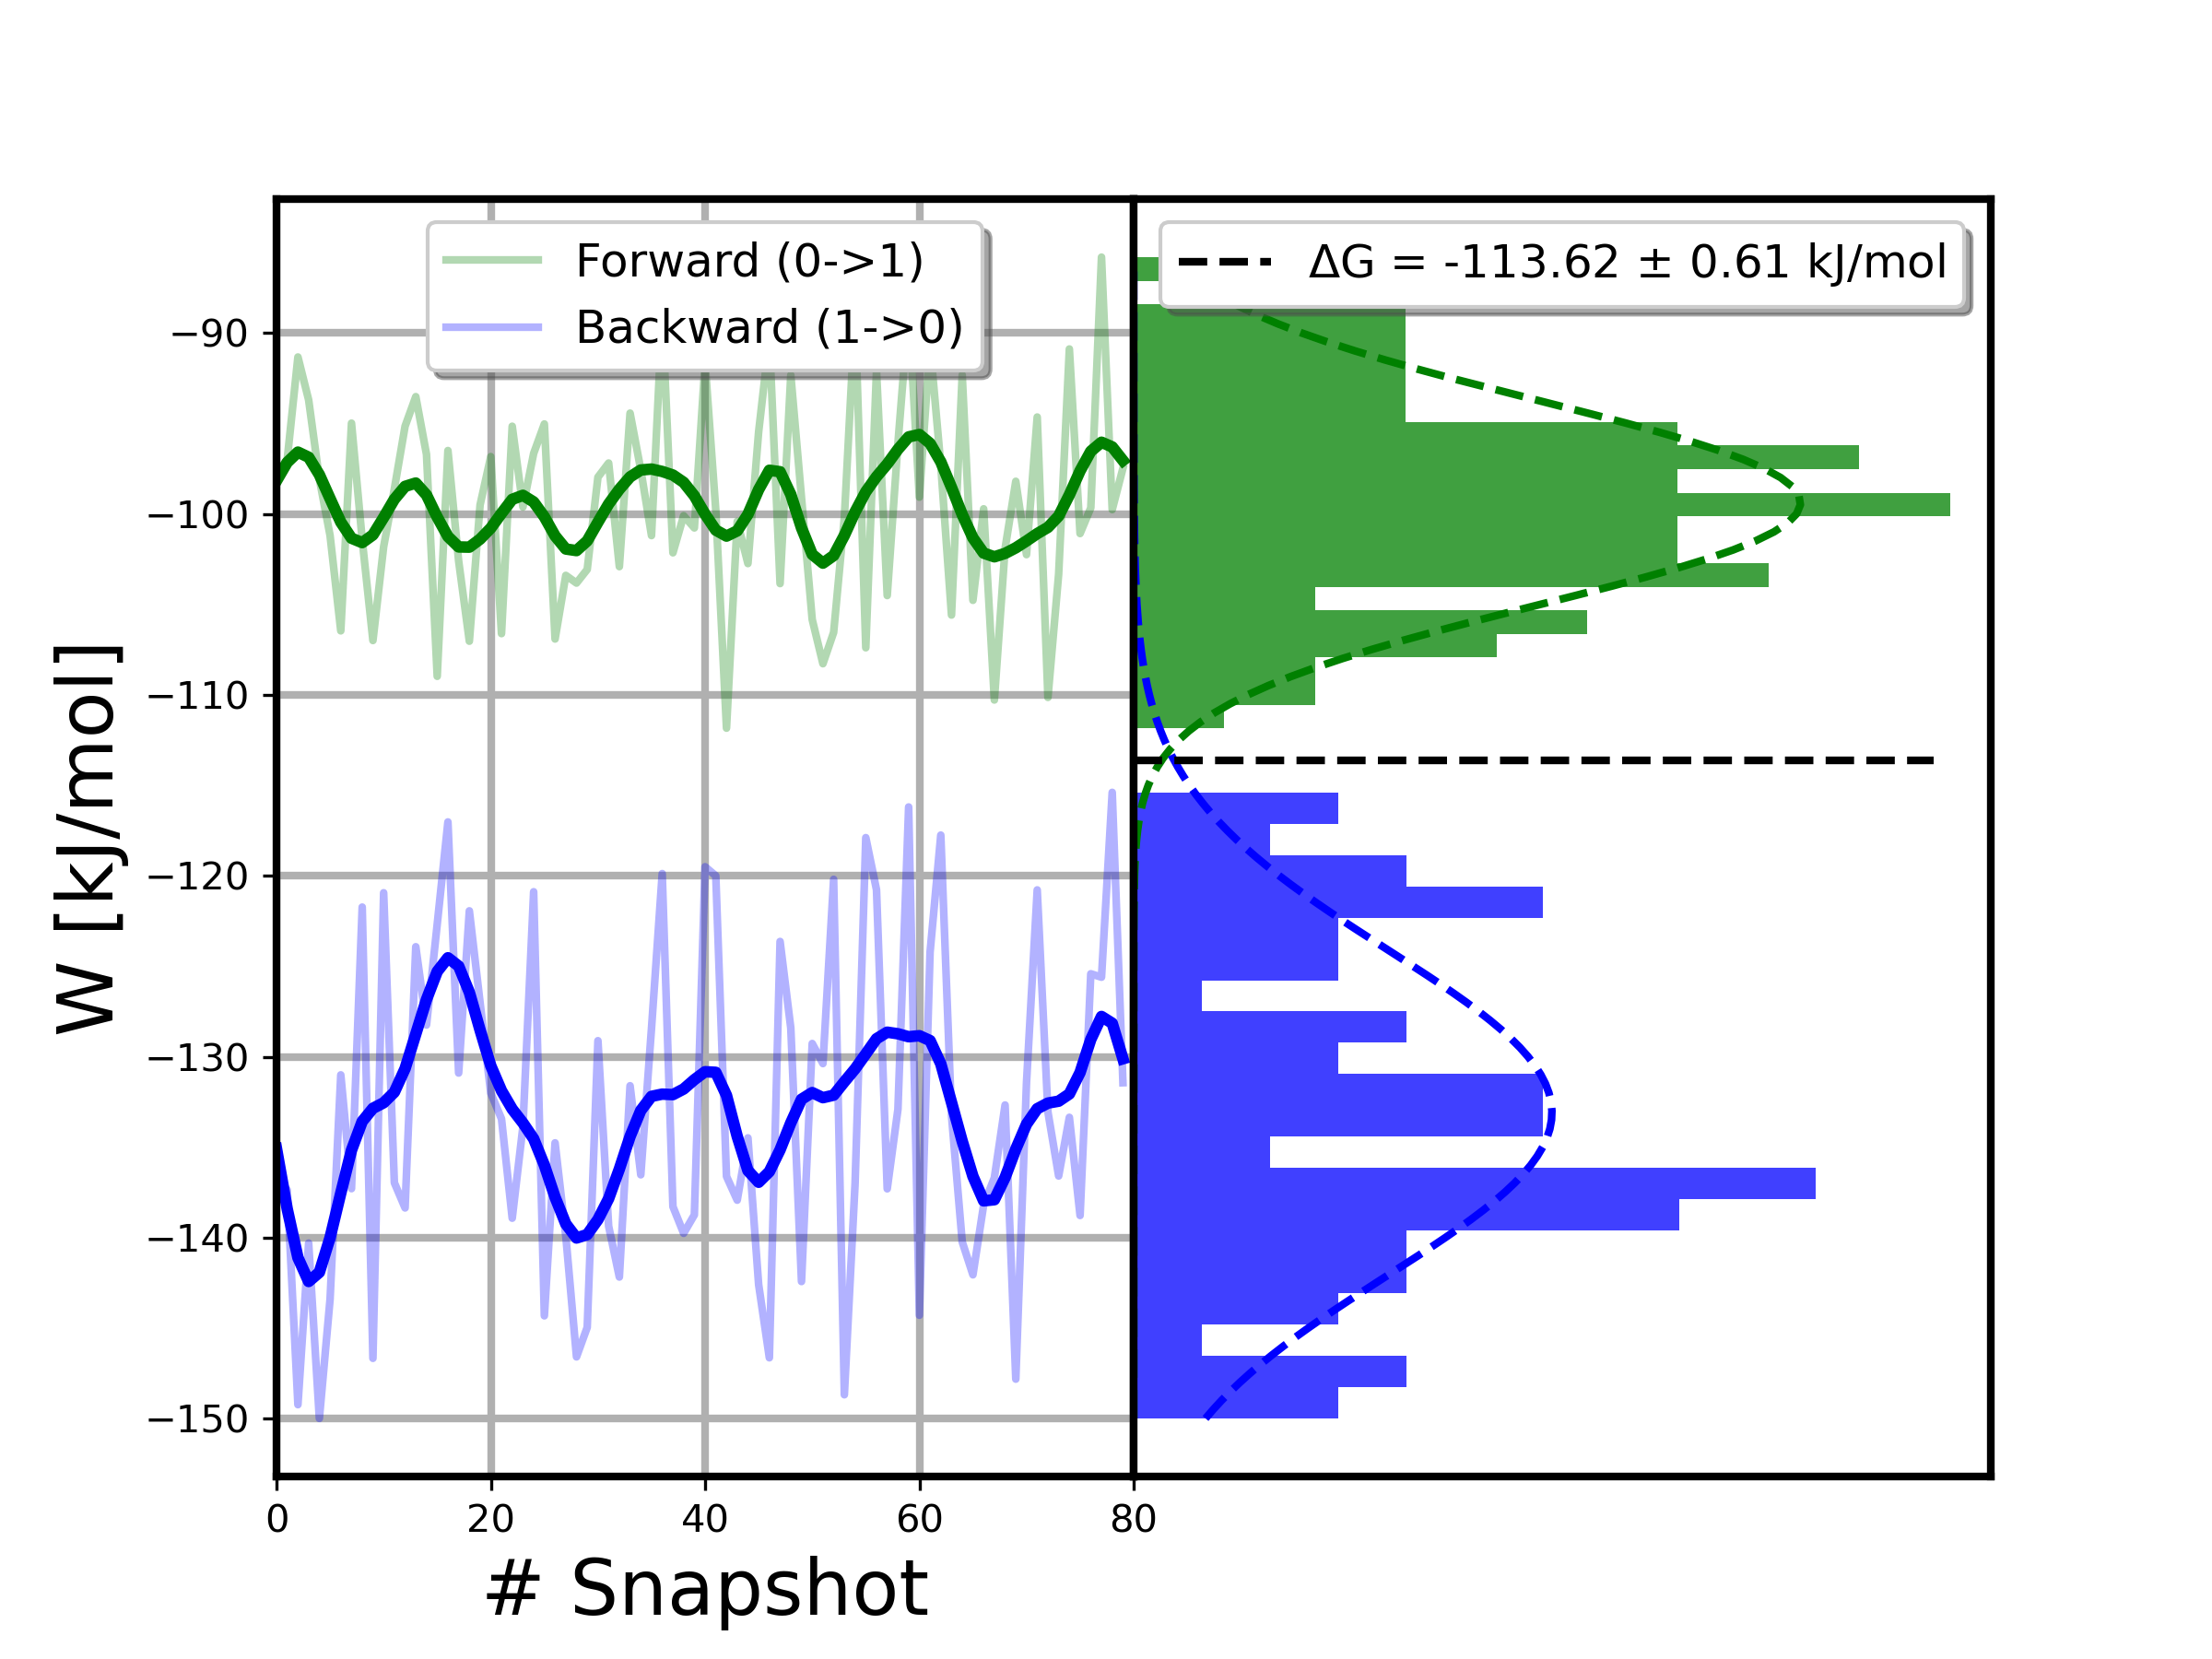 Forward (0->1)
Backward (1->0)
ΔG = -113.62 ± 0.61 kJ/mol
W [kJ/mol]
−90
−100
−110
−120
−130
−140
−150
0 20 40 60 80
# Snapshot